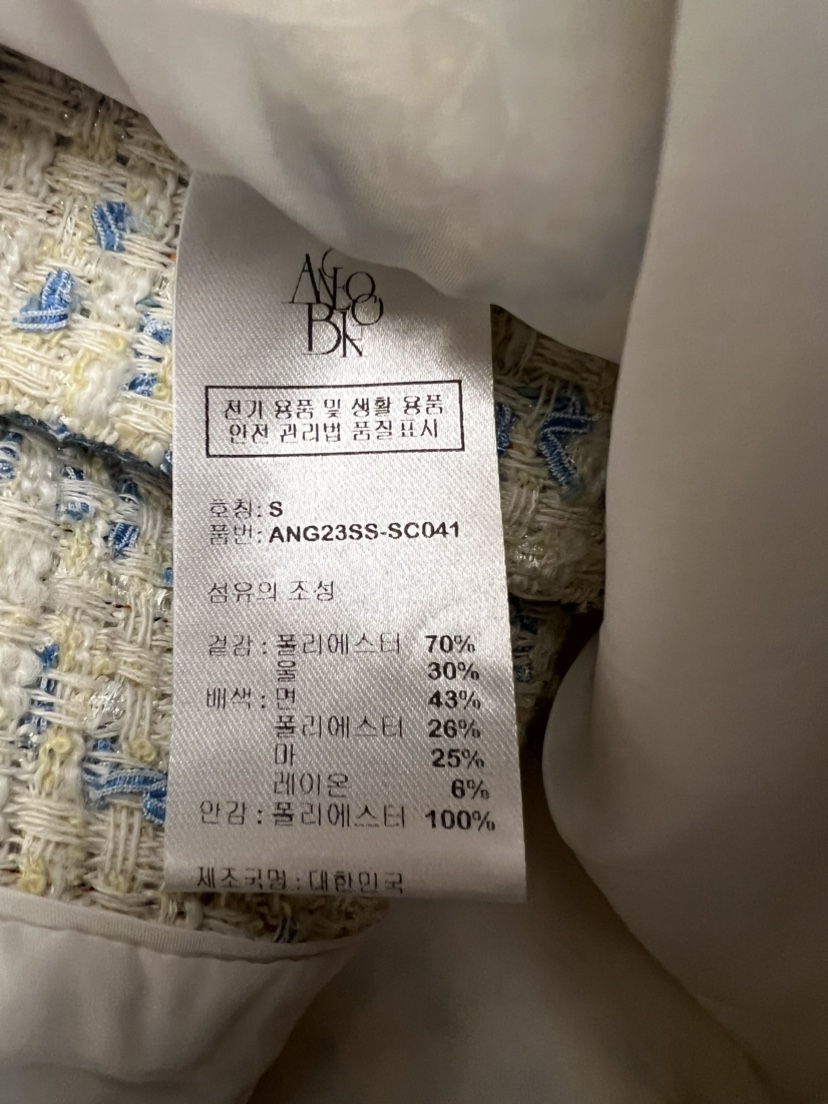 전기 용품 및 생활 용품
안전 관리법 품질표시
호칭: S
품번: ANG23SS-SC041
섬유의 조성
겉감 : 폴리에스터 70%
울 30%
배색 : 면 43%
폴리에스터 26%
마 25%
레이온 6%
안감 : 폴리에스터 100%
제조국명 : 대한민국